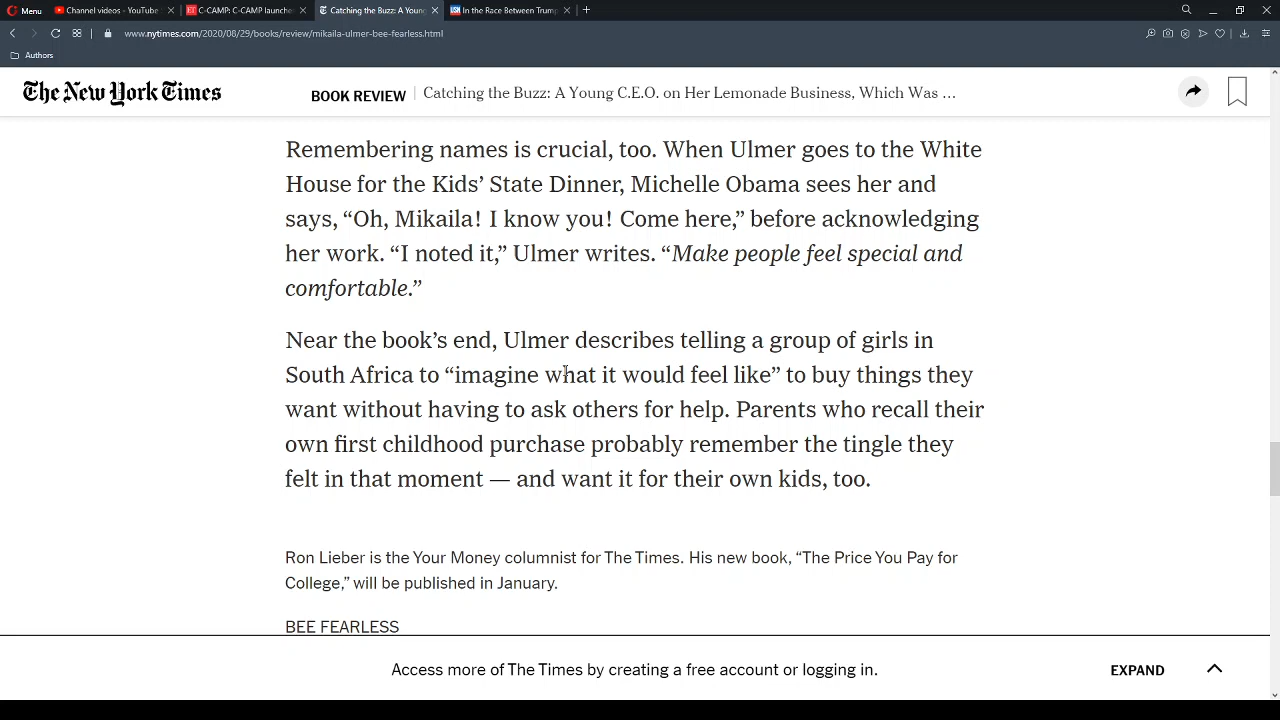 Menu
Channel videos - YouTube
C-CAMP: C-CAMP launche
Catching the Buzz: A Young
In the Race Between Trump
www.nytimes.com/2020/08/29/books/review/mikaila-ulmer-bee-fearless.html
Authors
The New York Times
BOOK REVIEW
Catching the Buzz: A Young C.E.O. on Her Lemonade Business, Which Was …
Remembering names is crucial, too. When Ulmer goes to the White
House for the Kids’ State Dinner, Michelle Obama sees her and
says, “Oh, Mikaila! I know you! Come here,” before acknowledging
her work. “I noted it,” Ulmer writes. “Make people feel special and
comfortable.”
Near the book’s end, Ulmer describes telling a group of girls in
South Africa to “imagine what it would feel like” to buy things they
want without having to ask others for help. Parents who recall their
own first childhood purchase probably remember the tingle they
felt in that moment — and want it for their own kids, too.
Ron Lieber is the Your Money columnist for The Times. His new book, “The Price You Pay for
College,” will be published in January.
BEE FEARLESS
Access more of The Times by creating a free account or logging in.
EXPAND